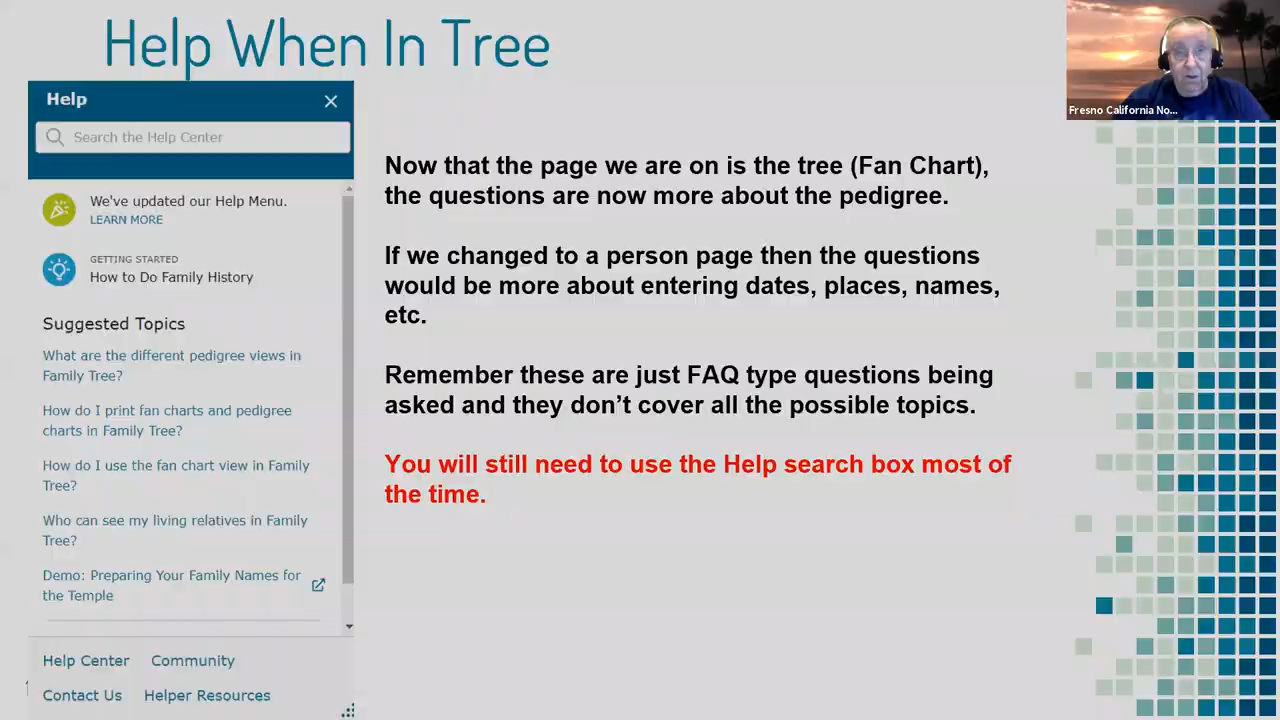 Help When In Tree
Fresno California No...
Help
Search the Help Center
We've updated our Help Menu.
LEARN MORE
GETTING STARTED
How to Do Family History
Suggested Topics
What are the different pedigree views in
Family Tree?
How do I print fan charts and pedigree
charts in Family Tree?
How do I use the fan chart view in Family
Tree?
Who can see my living relatives in Family
Tree?
Demo: Preparing Your Family Names for
the Temple
Help Center Community
Contact Us Helper Resources
Now that the page we are on is the tree (Fan Chart),
the questions are now more about the pedigree.
If we changed to a person page then the questions
would be more about entering dates, places, names,
etc.
Remember these are just FAQ type questions being
asked and they don’t cover all the possible topics.
You will still need to use the Help search box most of
the time.